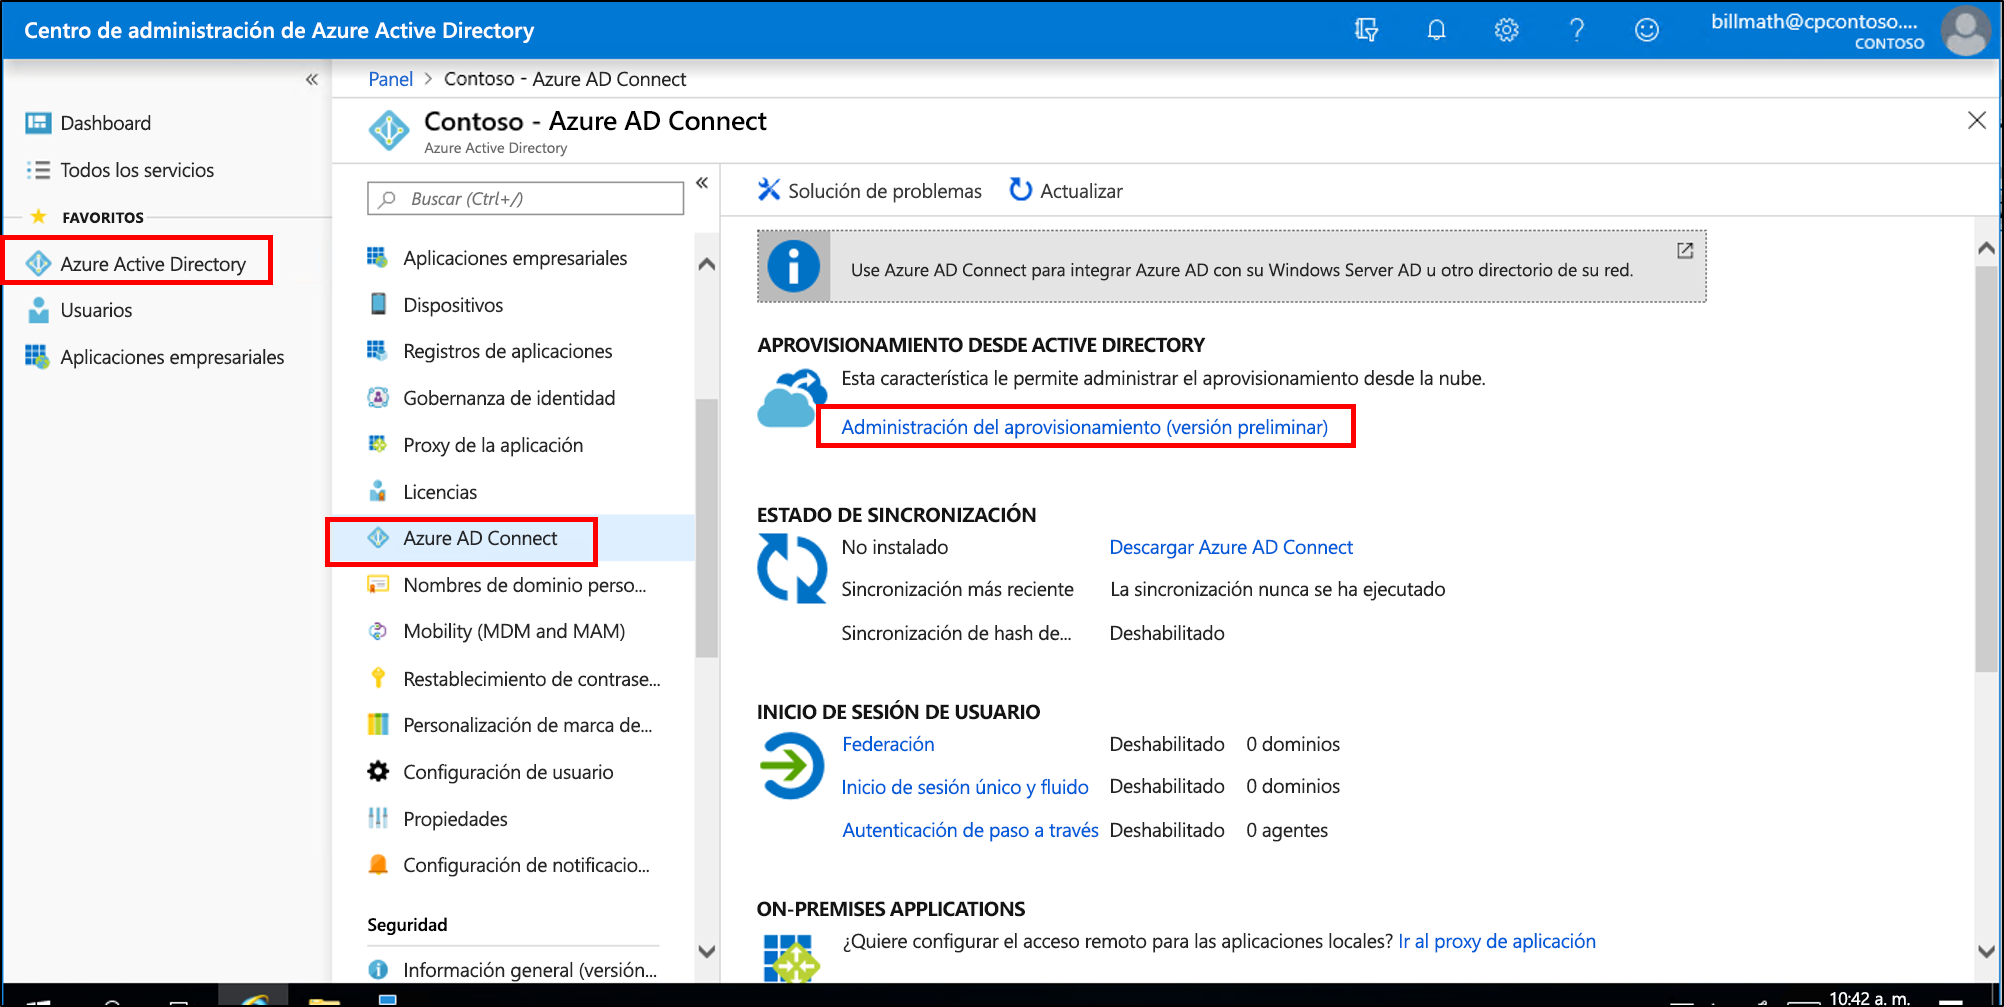 Centro de administración de Azure Active Directory
billmath@cpcontoso....
CONTOSO
«
Dashboard
Todos los servicios
FAVORITOS
Azure Active Directory
Usuarios
Aplicaciones empresariales
Panel > Contoso - Azure AD Connect
Contoso - Azure AD Connect
Azure Active Directory
Buscar (Ctrl+/)
«
Aplicaciones empresariales
Dispositivos
Registros de aplicaciones
Gobernanza de identidad
Proxy de la aplicación
Licencias
Azure AD Connect
Nombres de dominio perso...
Mobility (MDM and MAM)
Restablecimiento de contrase...
Personalización de marca de...
Configuración de usuario
Propiedades
Configuración de notificacio...
Seguridad
Información general (versión...
Solución de problemas
Actualizar
Use Azure AD Connect para integrar Azure AD con su Windows Server AD u otro directorio de su red.
APROVISIONAMIENTO DESDE ACTIVE DIRECTORY
Esta característica le permite administrar el aprovisionamiento desde la nube.
Administración del aprovisionamiento (versión preliminar)
ESTADO DE SINCRONIZACIÓN
No instalado Descargar Azure AD Connect
Sincronización más reciente La sincronización nunca se ha ejecutado
Sincronización de hash de... Deshabilitado
INICIO DE SESIÓN DE USUARIO
Federación Deshabilitado 0 dominios
Inicio de sesión único y fluido Deshabilitado 0 dominios
Autenticación de paso a través Deshabilitado 0 agentes
ON-PREMISES APPLICATIONS
¿Quiere configurar el acceso remoto para las aplicaciones locales? Ir al proxy de aplicación
10:42 a. m.